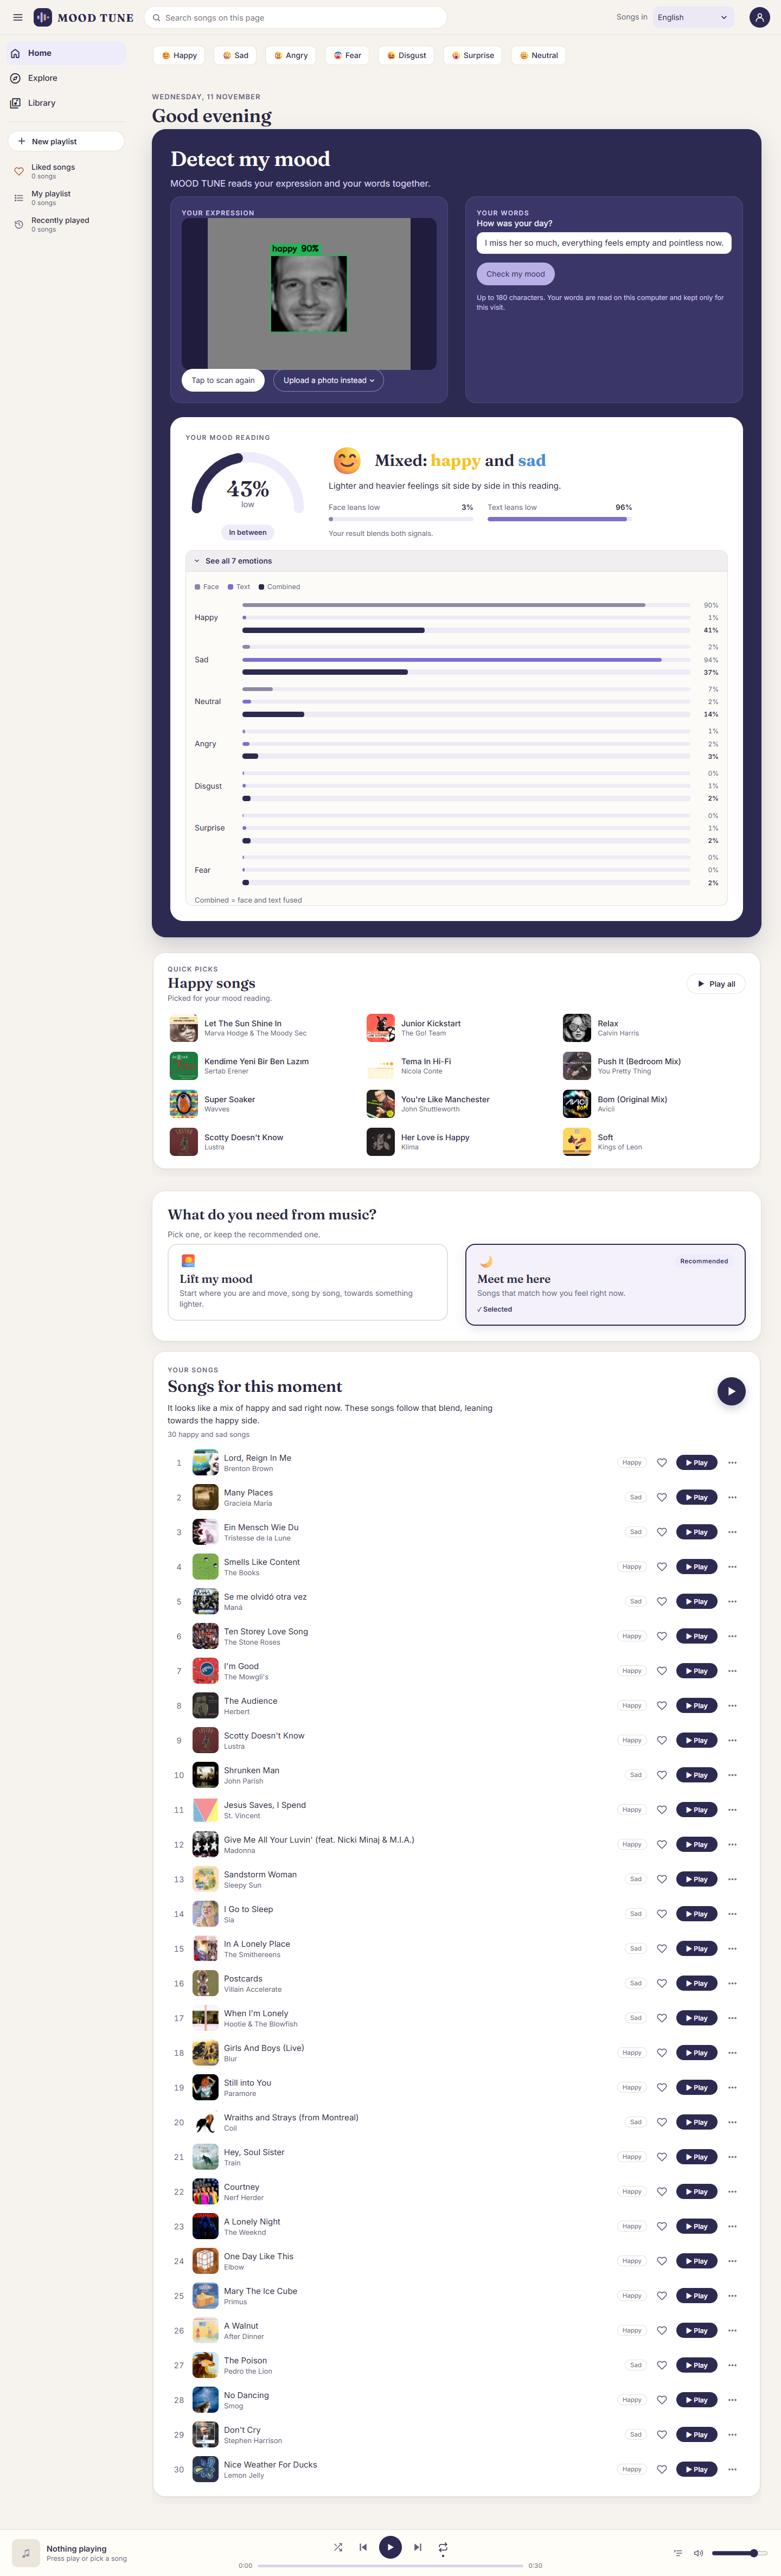 MOOD TUNE
Search songs on this page
Songs in
English
Home
Explore
Library
New playlist
Liked songs
0 songs
My playlist
0 songs
Recently played
0 songs
Happy
Sad
Angry
Fear
Disgust
Surprise
Neutral
WEDNESDAY, 11 NOVEMBER
Good evening
Detect my mood
MOOD TUNE reads your expression and your words together.
YOUR EXPRESSION
happy 90%
Tap to scan again
Upload a photo instead
YOUR WORDS
How was your day?
I miss her so much, everything feels empty and pointless now.
Check my mood
Up to 180 characters. Your words are read on this computer and kept only for
this visit.
YOUR MOOD READING
43%
low
In between
Mixed: happy and sad
Lighter and heavier feelings sit side by side in this reading.
Face leans low 3%
Text leans low 96%
Your result blends both signals.
See all 7 emotions
Face Text Combined
Happy
90%
1%
41%
Sad
2%
94%
37%
Neutral
7%
2%
14%
Angry
1%
2%
3%
Disgust
0%
1%
2%
Surprise
0%
1%
2%
Fear
0%
0%
2%
Combined = face and text fused
QUICK PICKS
Happy songs
Picked for your mood reading.
Play all
Let The Sun Shine In
Marva Hodge & The Moody Sec
Junior Kickstart
The Go! Team
Relax
Calvin Harris
Kendime Yeni Bir Ben Lazım
Sertab Erener
Tema In Hi-Fi
Nicola Conte
Push It (Bedroom Mix)
You Pretty Thing
Super Soaker
Wavves
You're Like Manchester
John Shuttleworth
Bom (Original Mix)
Avicii
Scotty Doesn't Know
Lustra
Her Love is Happy
Klima
Soft
Kings of Leon
What do you need from music?
Pick one, or keep the recommended one.
Lift my mood
Start where you are and move, song by song, towards something
lighter.
Recommended
Meet me here
Songs that match how you feel right now.
✓ Selected
YOUR SONGS
Songs for this moment
It looks like a mix of happy and sad right now. These songs follow that blend, leaning
towards the happy side.
30 happy and sad songs
1 Lord, Reign In Me Happy Play
Brenton Brown
2 Many Places Sad Play
Graciela Maria
3 Ein Mensch Wie Du Sad Play
Tristesse de la Lune
4 Smells Like Content Happy Play
The Books
5 Se me olvidó otra vez Sad Play
Maná
6 Ten Storey Love Song Happy Play
The Stone Roses
7 I'm Good Happy Play
The Mowgli's
8 The Audience Happy Play
Herbert
9 Scotty Doesn't Know Happy Play
Lustra
10 Shrunken Man Sad Play
John Parish
11 Jesus Saves, I Spend Happy Play
St. Vincent
12 Give Me All Your Luvin' (feat. Nicki Minaj & M.I.A.) Happy Play
Madonna
13 Sandstorm Woman Sad Play
Sleepy Sun
14 I Go to Sleep Sad Play
Sia
15 In A Lonely Place Sad Play
The Smithereens
16 Postcards Sad Play
Villain Accelerate
17 When I'm Lonely Sad Play
Hootie & The Blowfish
18 Girls And Boys (Live) Happy Play
Blur
19 Still into You Happy Play
Paramore
20 Wraiths and Strays (from Montreal) Sad Play
Coil
21 Hey, Soul Sister Happy Play
Train
22 Courtney Happy Play
Nerf Herder
23 A Lonely Night Happy Play
The Weeknd
24 One Day Like This Happy Play
Elbow
25 Mary The Ice Cube Happy Play
Primus
26 A Walnut Happy Play
After Dinner
27 The Poison Sad Play
Pedro the Lion
28 No Dancing Happy Play
Smog
29 Don't Cry Sad Play
Stephen Harrison
30 Nice Weather For Ducks Happy Play
Lemon Jelly
Nothing playing
Press play or pick a song
0:00
0:30